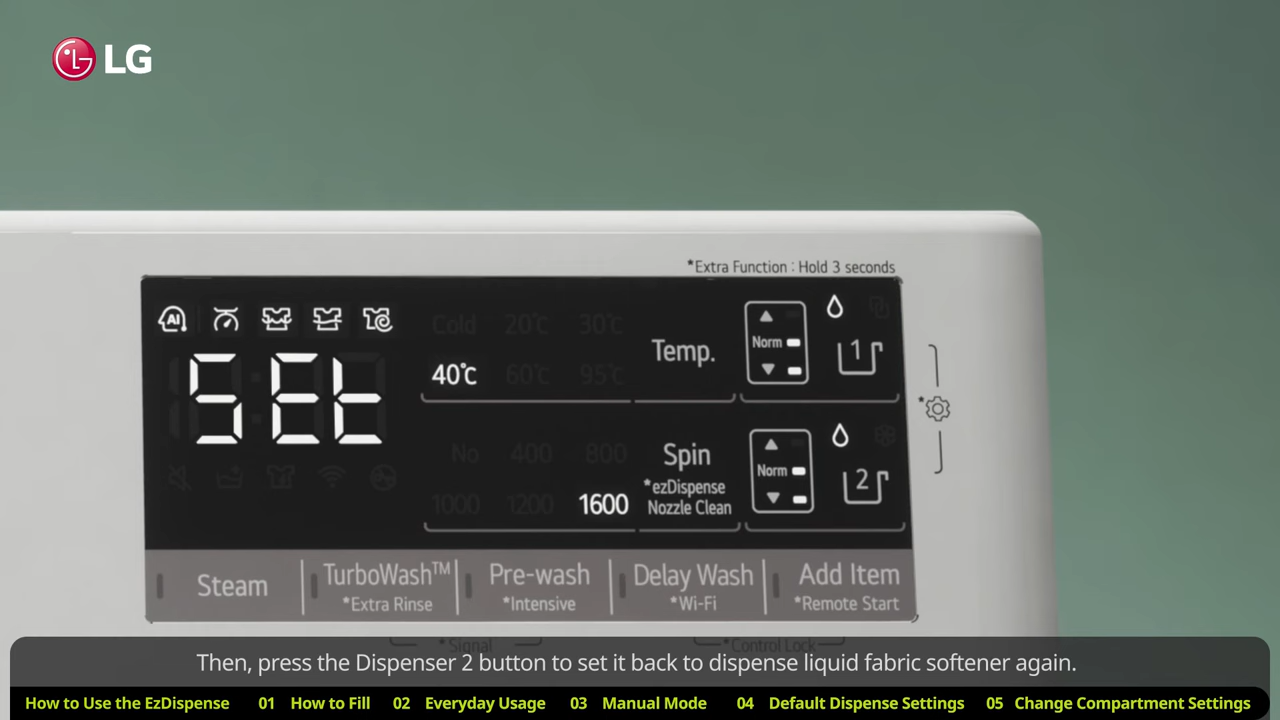 LG
*Extra Function : Hold 3 seconds
AI
Cold 20℃ 30℃
40℃ 60℃ 95℃
Temp.
Norm
1
SEt
No 400 800
1000 1200 1600
Spin
*ezDispense
Nozzle Clean
Norm
2
*
Steam
TurboWash™
*Extra Rinse
Pre-wash
*Intensive
Delay Wash
*Wi-Fi
Add Item
*Remote Start
*Signal
*Control Lock
Then, press the Dispenser 2 button to set it back to dispense liquid fabric softener again.
How to Use the EzDispense 01 How to Fill 02 Everyday Usage 03 Manual Mode 04 Default Dispense Settings 05 Change Compartment Settings